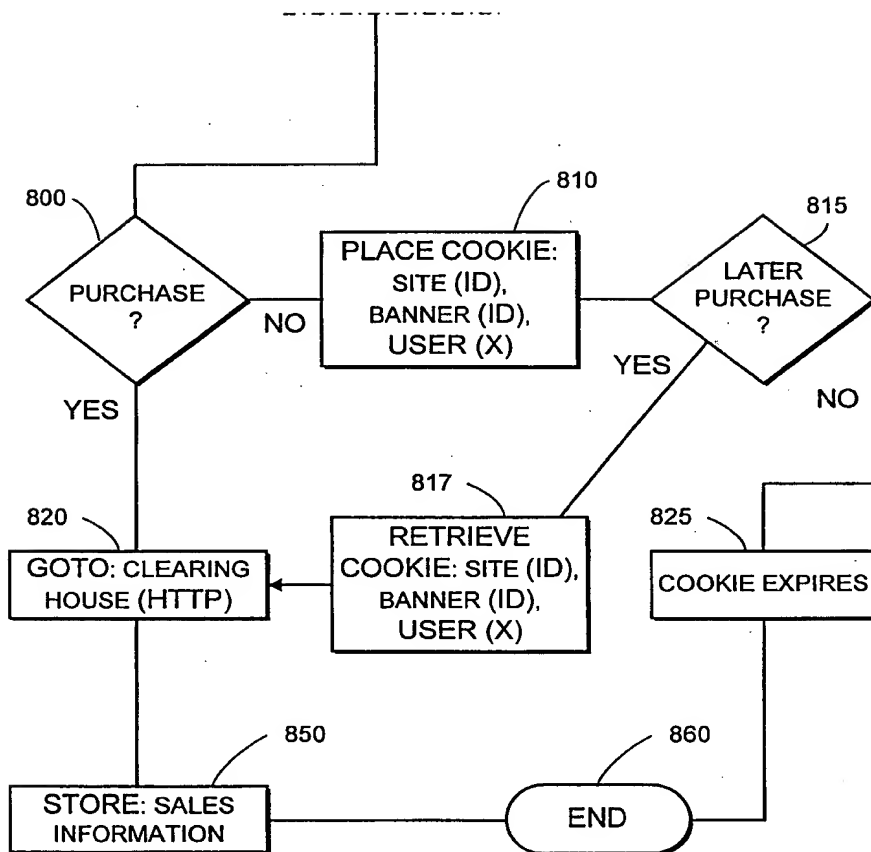 800
PURCHASE
?
NO
YES
810
PLACE COOKIE:
SITE (ID),
BANNER (ID),
USER (X)
815
LATER
PURCHASE
?
YES
NO
817
RETRIEVE
COOKIE: SITE (ID),
BANNER (ID),
USER (X)
820
GOTO: CLEARING
HOUSE (HTTP)
825
COOKIE EXPIRES
850
STORE: SALES
INFORMATION
860
END